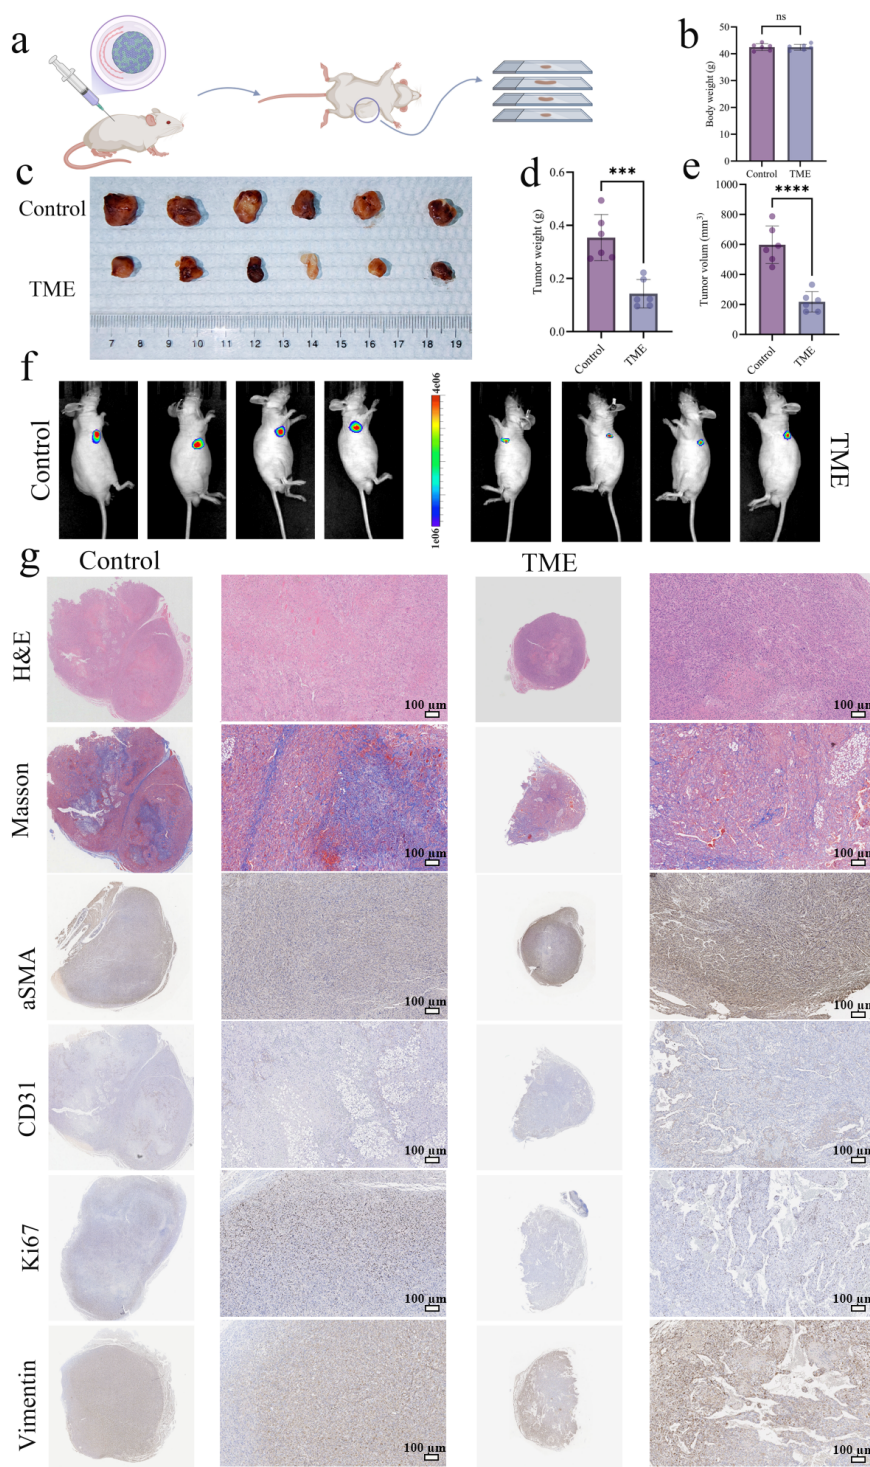 a
b
ns
50
40
30
20
10
0
Body weight (g)
Control
TME
c
Control
TME
7 8 9 10 11 12 13 14 15 16 17 18 19
d
***
0.6
0.4
0.2
0.0
Tumor weight (g)
Control
TME
e
****
1000
800
600
400
200
0
Tumor volum (mm³)
Control
TME
f
Control
4e06
1e06
TME
g
Control
TME
H&E
100 µm
100 µm
Masson
100 µm
100 µm
aSMA
100 µm
100 µm
CD31
100 µm
100 µm
Ki67
100 µm
100 µm
Vimentin
100 µm
100 µm